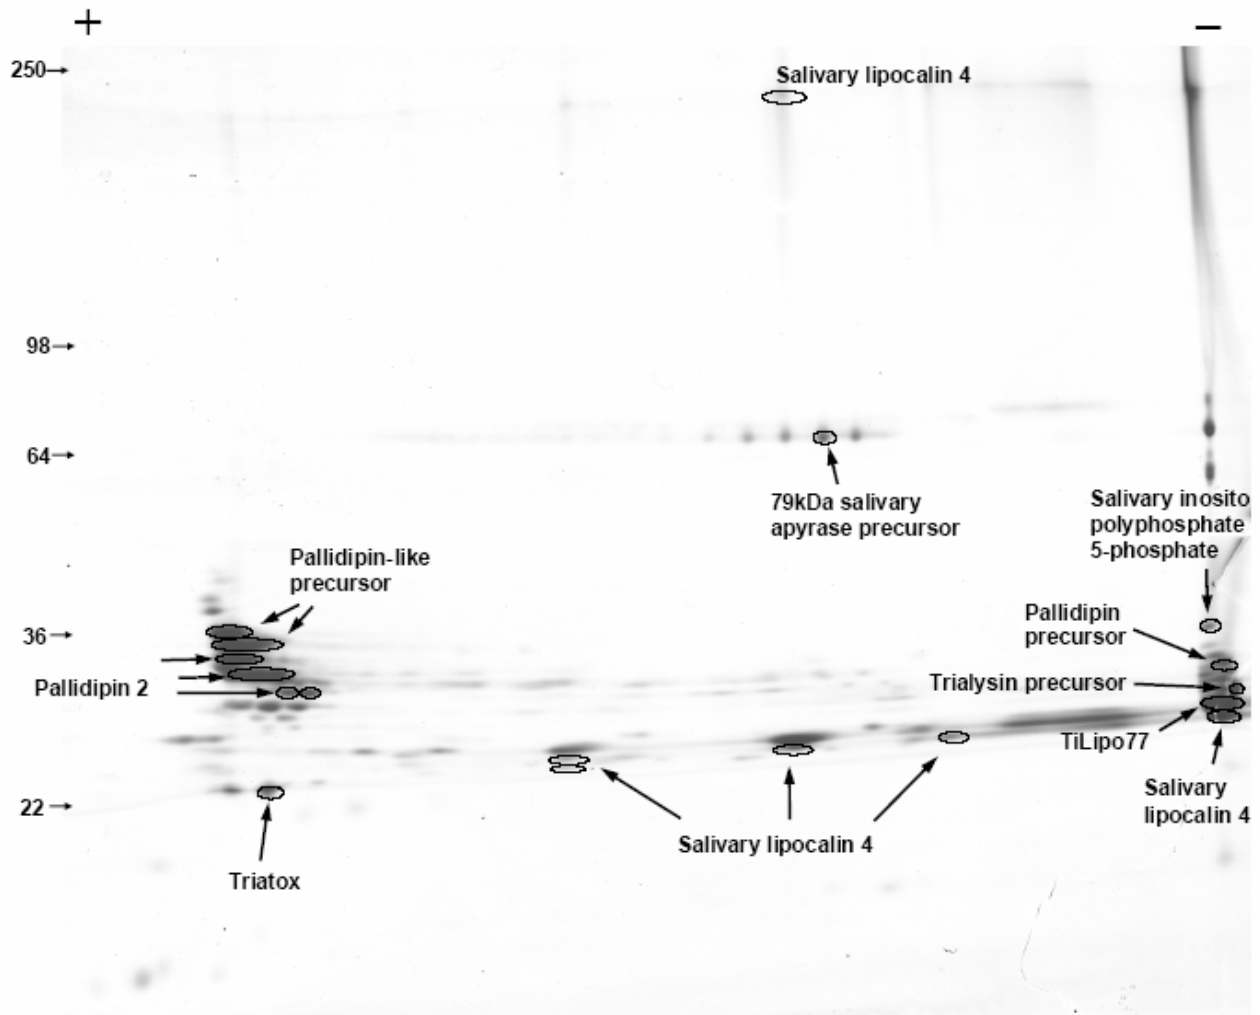 +
−
250
Salivary lipocalin 4
98
64
79kDa salivary
apyrase precursor
Salivary inosito
polyphosphate
5-phosphate
Pallidipin-like
precursor
36
Pallidipin
precursor
Pallidipin 2
Trialysin precursor
TiLipo77
22
Salivary
lipocalin 4
Salivary lipocalin 4
Triatox